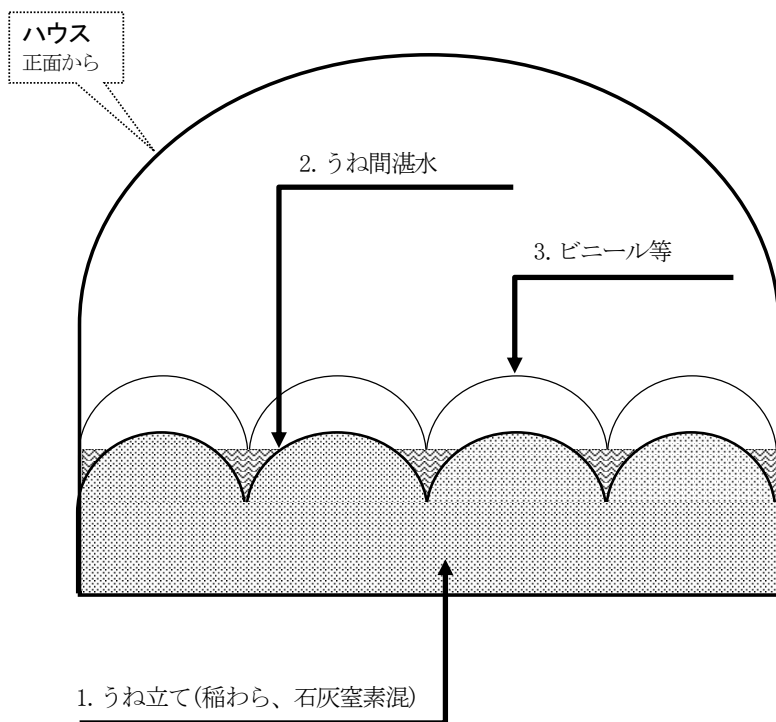 ハウス
正面から
2. うね間湛水
3. ビニール等
1. うね立て(稲わら、石灰窒素混)